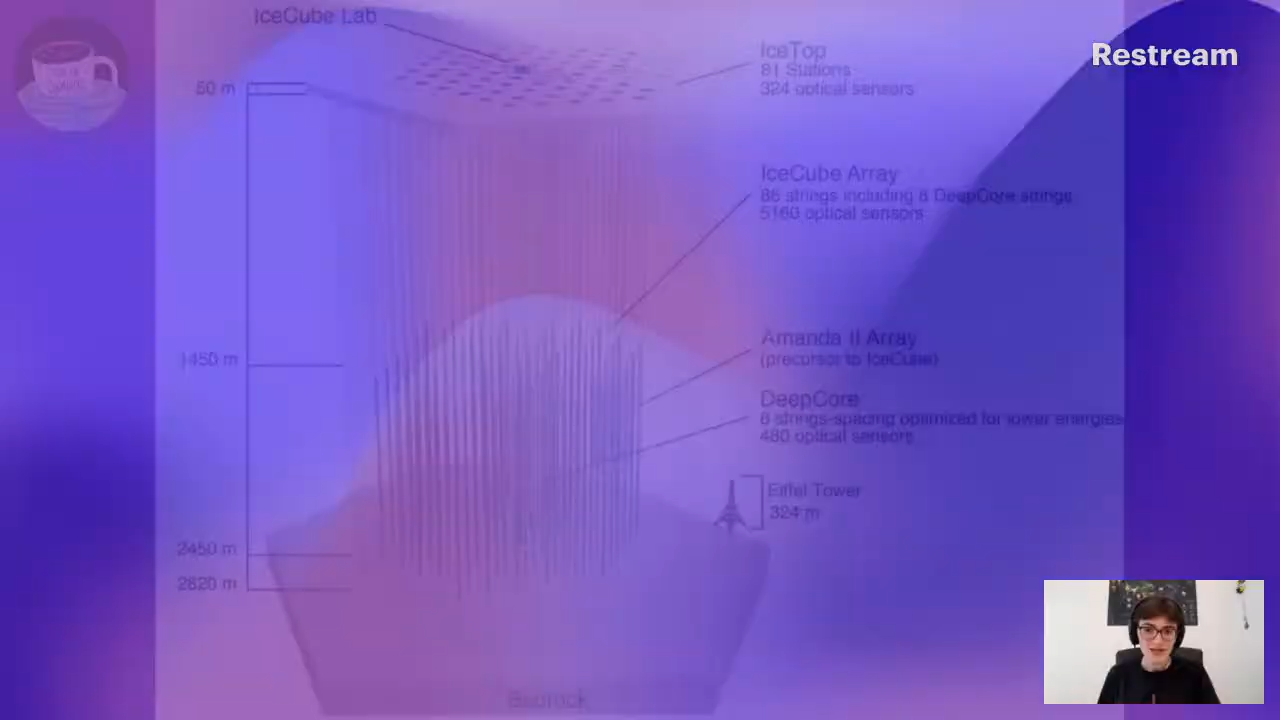 IceCube Lab
Restream
IceTop
81 Stations
324 optical sensors
50 m
IceCube Array
86 strings including 8 DeepCore strings
5160 optical sensors
1450 m
Amanda II Array
(precursor to IceCube)
DeepCore
8 strings-spacing optimized for lower energies
480 optical sensors
Eiffel Tower
324 m
2450 m
2820 m
Bedrock